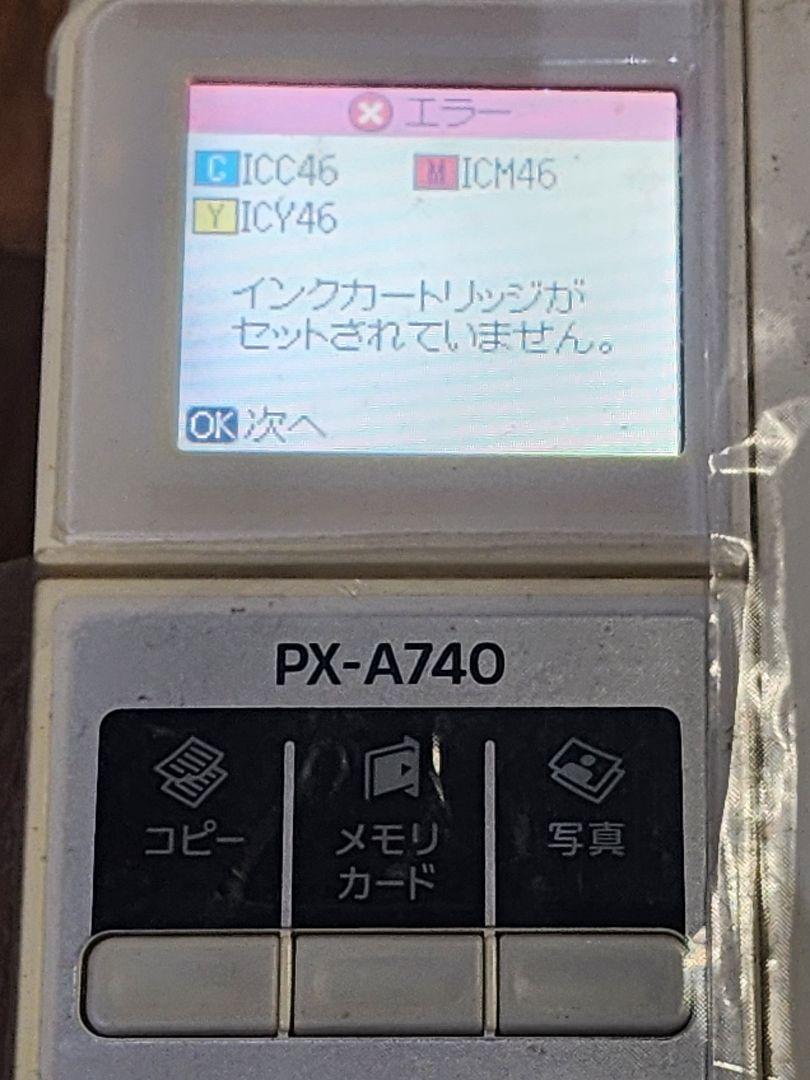 エラー
C ICC46 M ICM46
Y ICY46
インクカートリッジが
セットされていません。
OK 次へ
PX-A740
コピー メモリカード 写真